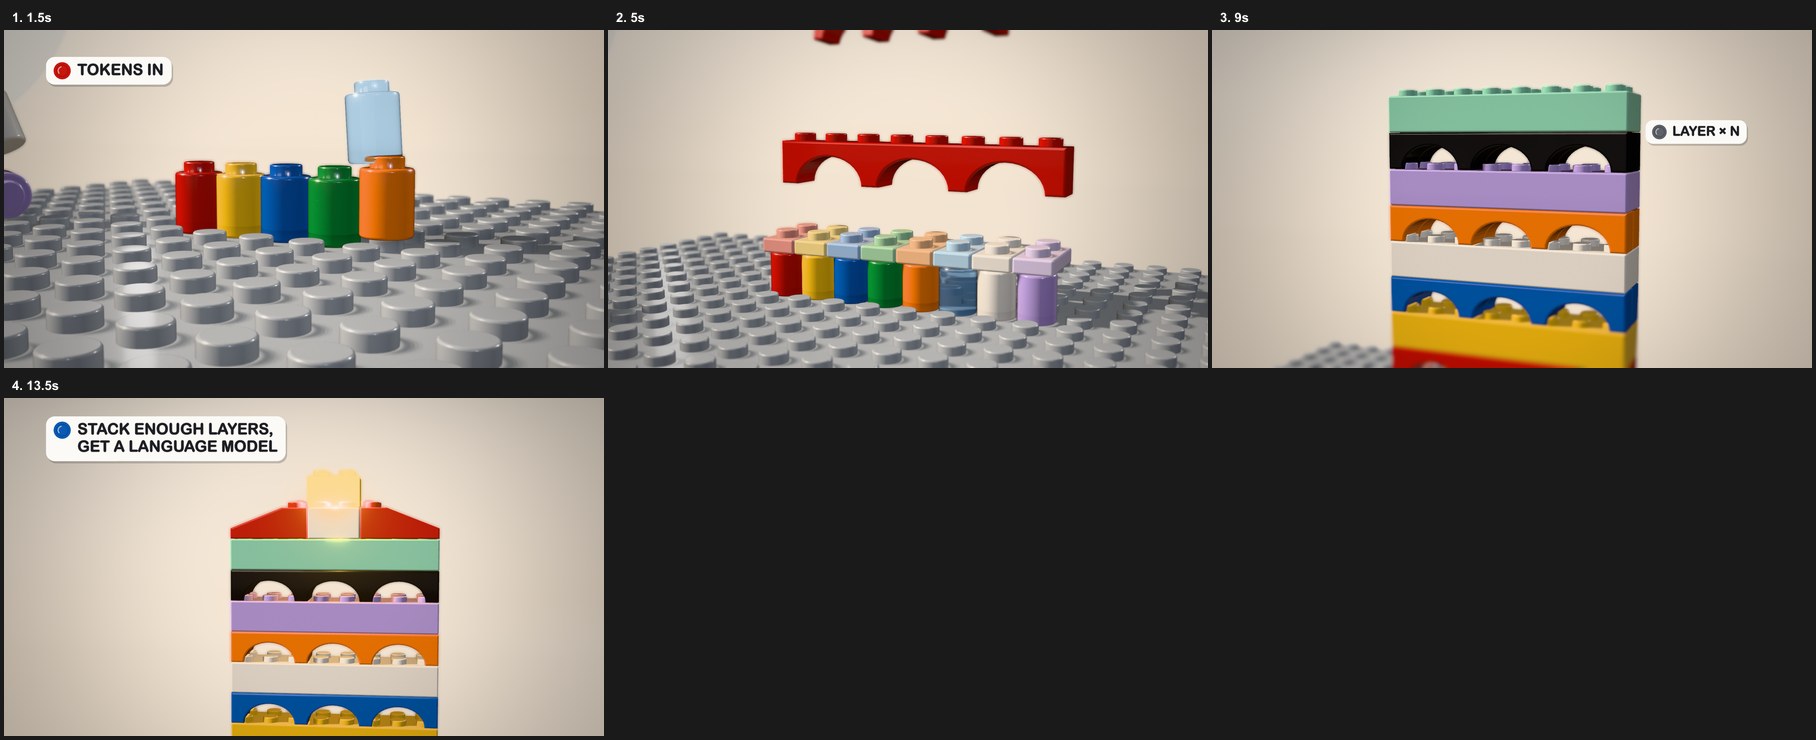 1. 1.5s
2. 5s
3. 9s
TOKENS IN
LAYER × N
4. 13.5s
STACK ENOUGH LAYERS,
GET A LANGUAGE MODEL